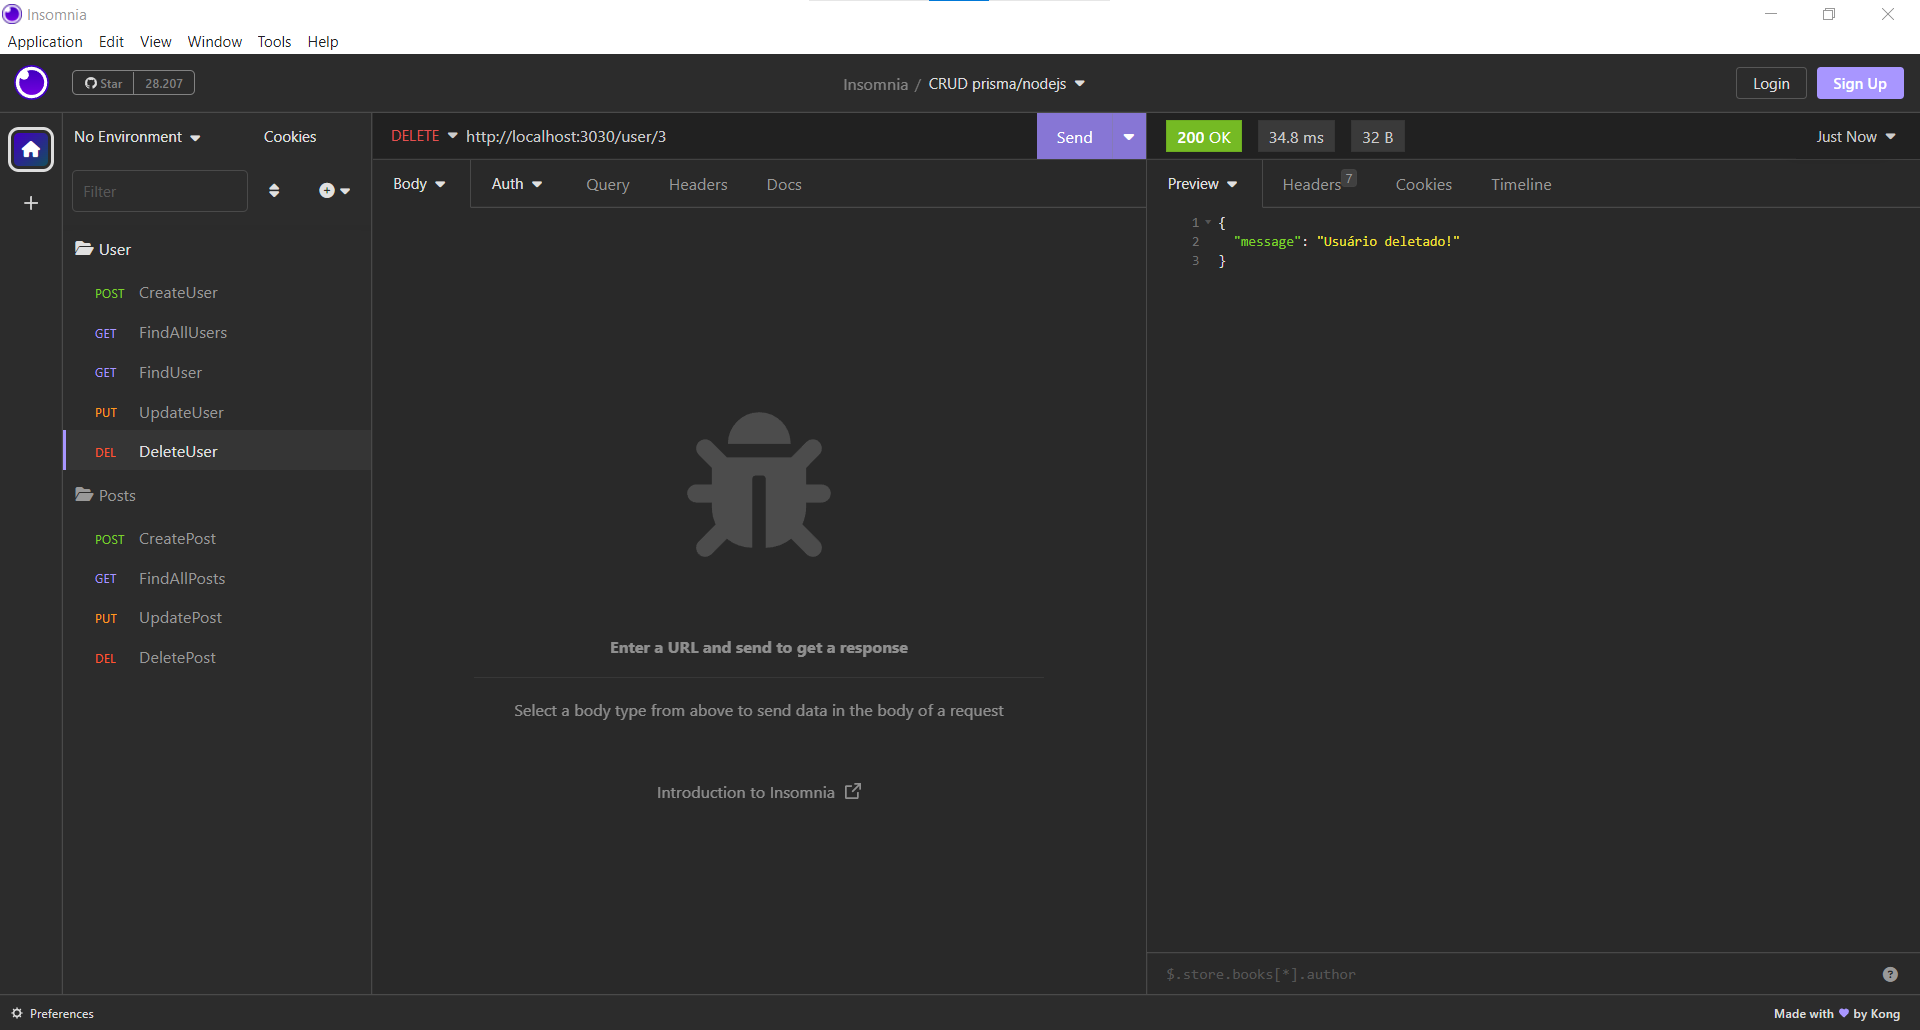 Insomnia
Application Edit View Window Tools Help
Star 28.207
Insomnia / CRUD prisma/nodejs
Login Sign Up
No Environment Cookies
DELETE http://localhost:3030/user/3 Send
200 OK 34.8 ms 32 B Just Now
Filter
Body Auth Query Headers Docs
Preview Headers 7 Cookies Timeline
User
POST CreateUser
GET FindAllUsers
GET FindUser
PUT UpdateUser
DEL DeleteUser
Posts
POST CreatePost
GET FindAllPosts
PUT UpdatePost
DEL DeletePost
Enter a URL and send to get a response
Select a body type from above to send data in the body of a request
Introduction to Insomnia
1 {
2 "message": "Usuário deletado!"
3 }
$.store.books[*].author
Preferences
Made with by Kong